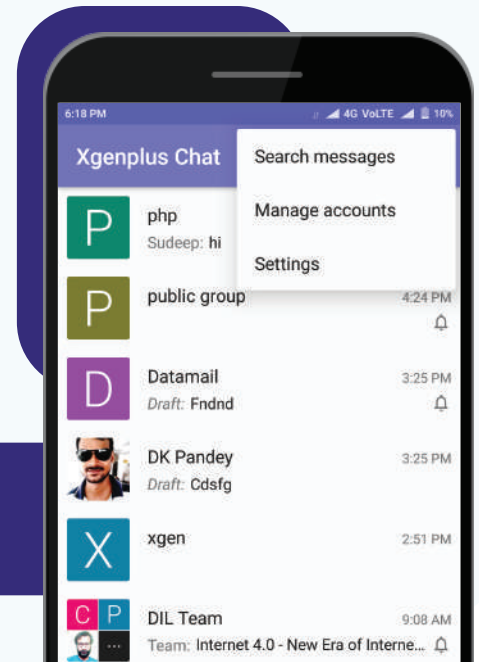 6:18 PM 4G VoLTE 10%
Xgenplus Chat
Search messages
Manage accounts
Settings
P
php
Sudeep: hi
P
public group
4:24 PM
D
Datamail
3:25 PM
Draft: Fndnd
DK Pandey
3:25 PM
Draft: Cdsfg
X
xgen
2:51 PM
C P
DIL Team
9:08 AM
Team: Internet 4.0 - New Era of Interne...